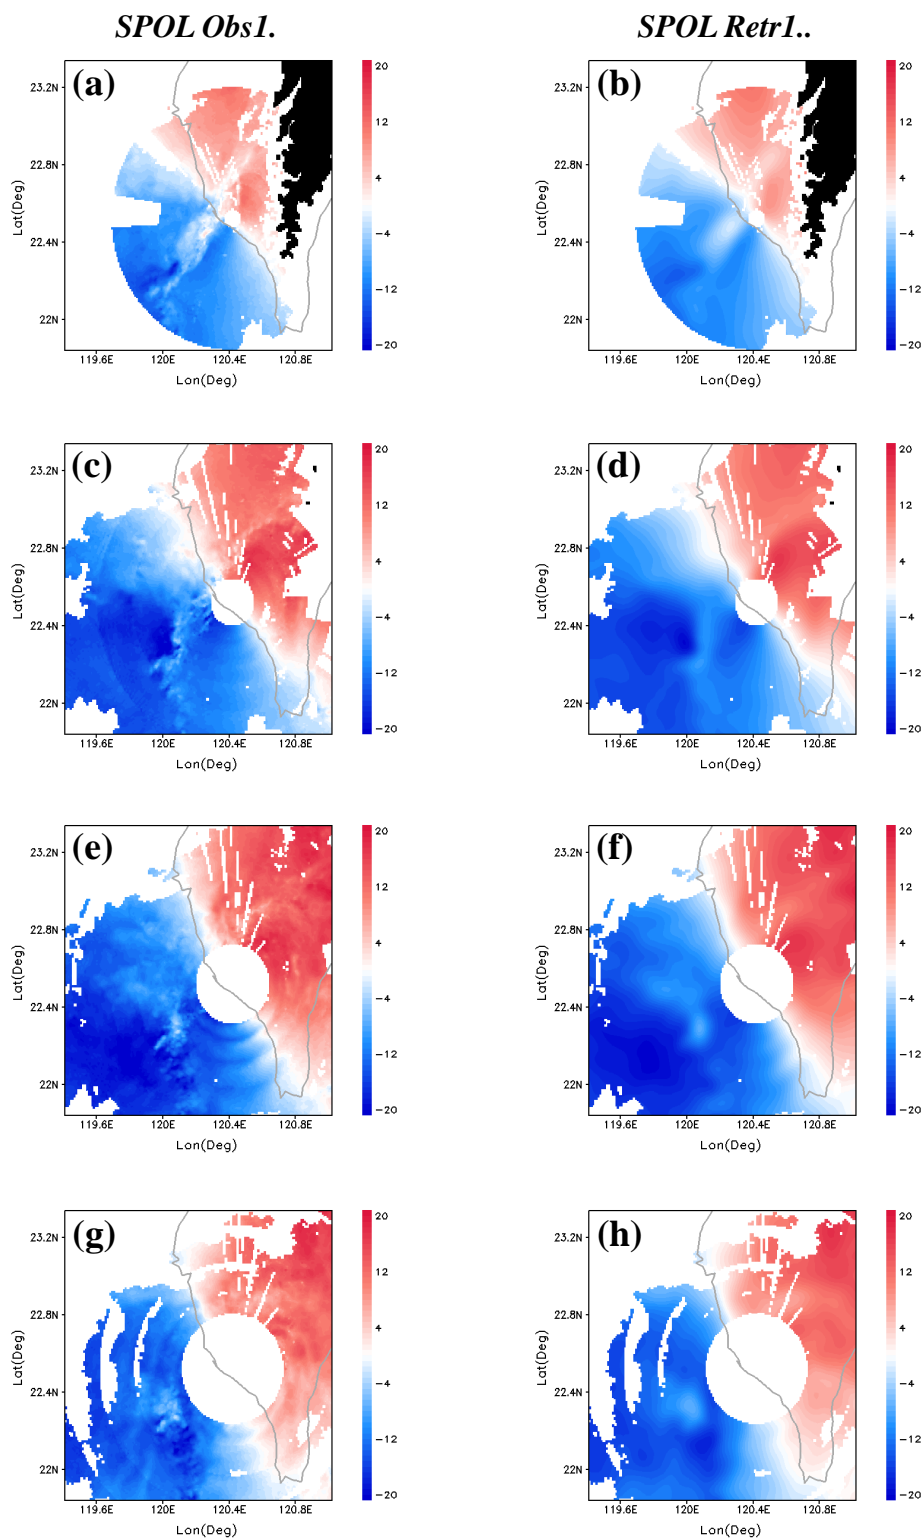 SPOL Obs1. SPOL Retr1..
(a) (b)
23.2N 22.8N 22.4N 22N
Lat(Deg)
119.6E 120E 120.4E 120.8E
Lon(Deg)
20 12 4 −4 −12 −20
23.2N 22.8N 22.4N 22N
Lat(Deg)
119.6E 120E 120.4E 120.8E
Lon(Deg)
20 12 4 −4 −12 −20
(c) (d)
23.2N 22.8N 22.4N 22N
Lat(Deg)
119.6E 120E 120.4E 120.8E
Lon(Deg)
20 12 4 −4 −12 −20
23.2N 22.8N 22.4N 22N
Lat(Deg)
119.6E 120E 120.4E 120.8E
Lon(Deg)
20 12 4 −4 −12 −20
(e) (f)
23.2N 22.8N 22.4N 22N
Lat(Deg)
119.6E 120E 120.4E 120.8E
Lon(Deg)
20 12 4 −4 −12 −20
23.2N 22.8N 22.4N 22N
Lat(Deg)
119.6E 120E 120.4E 120.8E
Lon(Deg)
20 12 4 −4 −12 −20
(g) (h)
23.2N 22.8N 22.4N 22N
Lat(Deg)
119.6E 120E 120.4E 120.8E
Lon(Deg)
20 12 4 −4 −12 −20
23.2N 22.8N 22.4N 22N
Lat(Deg)
119.6E 120E 120.4E 120.8E
Lon(Deg)
20 12 4 −4 −12 −20